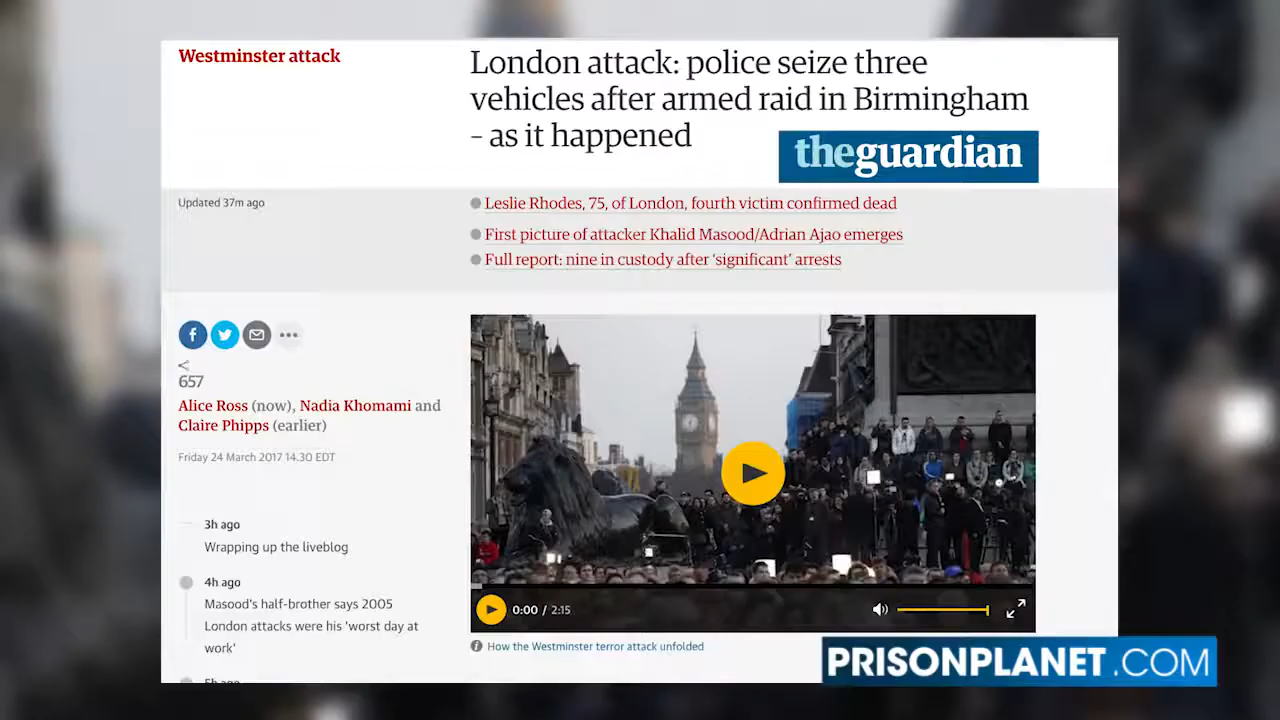 Westminster attack
London attack: police seize three
vehicles after armed raid in Birmingham
– as it happened
theguardian
Updated 37m ago
Leslie Rhodes, 75, of London, fourth victim confirmed dead
First picture of attacker Khalid Masood/Adrian Ajao emerges
Full report: nine in custody after ‘significant’ arrests
657
Alice Ross (now), Nadia Khomami and
Claire Phipps (earlier)
Friday 24 March 2017 14.30 EDT
3h ago
Wrapping up the liveblog
4h ago
Masood's half-brother says 2005
London attacks were his 'worst day at
work'
5h ago
0:00 / 2:15
How the Westminster terror attack unfolded
PRISONPLANET.COM